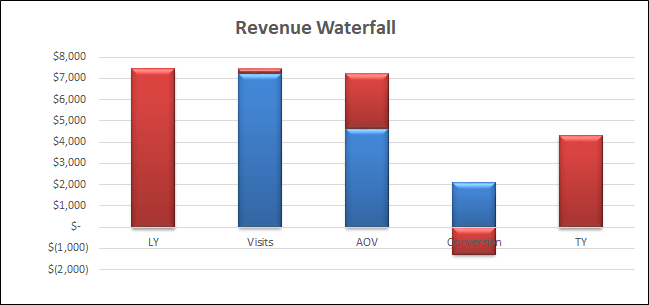 Revenue Waterfall
$8,000
$7,000
$6,000
$5,000
$4,000
$3,000
$2,000
$1,000
$-
$(1,000)
$(2,000)
LY
Visits
AOV
Conversion
TY